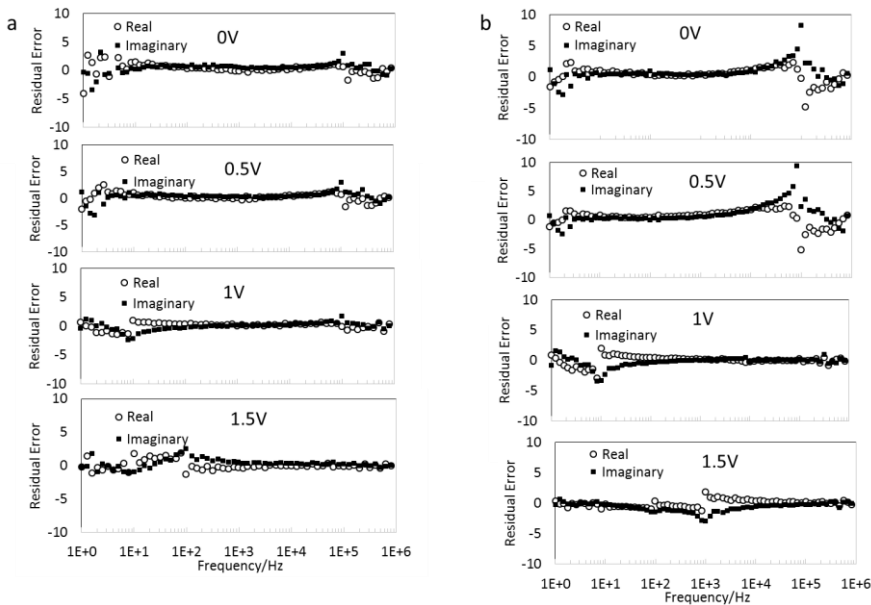 a
Residual Error
10
5
0
-5
-10
Real
Imaginary
0V
Residual Error
10
5
0
-5
-10
Real
Imaginary
0.5V
Residual Error
10
5
0
-5
-10
Real
Imaginary
1V
Residual Error
10
5
0
-5
-10
Real
Imaginary
1.5V
1E+0 1E+1 1E+2 1E+3 1E+4 1E+5 1E+6
Frequency/Hz
b
Residual Error
10
5
0
-5
-10
Real
Imaginary
0V
Residual Error
10
5
0
-5
-10
Real
Imaginary
0.5V
Residual Error
10
5
0
-5
-10
Real
Imaginary
1V
Residual Error
10
5
0
-5
-10
Real
Imaginary
1.5V
1E+0 1E+1 1E+2 1E+3 1E+4 1E+5 1E+6
Frequency/Hz